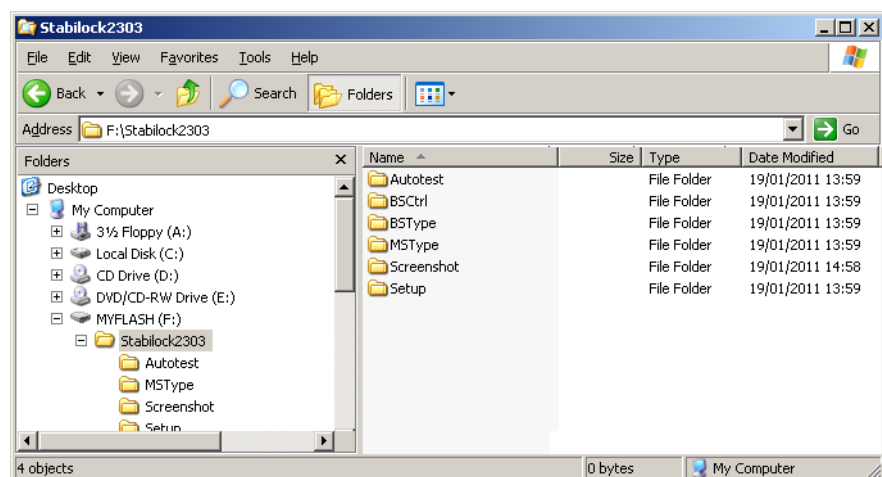 Stabilock2303
File Edit View Favorites Tools Help
Back Search Folders
Address F:\Stabilock2303 Go
Folders x Name Size Type Date Modified
Desktop
My Computer
3½ Floppy (A:)
Local Disk (C:)
CD Drive (D:)
DVD/CD-RW Drive (E:)
MYFLASH (F:)
Stabilock2303
Autotest
MSType
Screenshot
Setup
Autotest File Folder 19/01/2011 13:59
BSCtrl File Folder 19/01/2011 13:59
BSType File Folder 19/01/2011 13:59
MSType File Folder 19/01/2011 13:59
Screenshot File Folder 19/01/2011 14:58
Setup File Folder 19/01/2011 13:59
4 objects 0 bytes My Computer